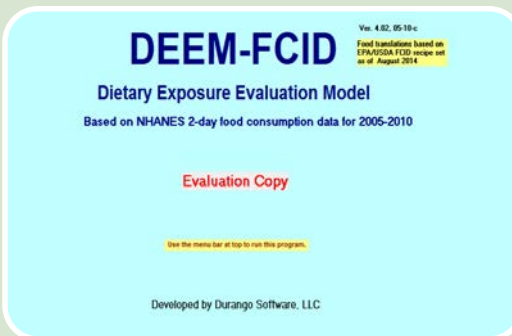 Ver. 4.02, 05-10-c
DEEM-FCID
Food translations based on
EPA/USDA FCID recipe set
as of August 2014
Dietary Exposure Evaluation Model
Based on NHANES 2-day food consumption data for 2005-2010
Evaluation Copy
Use the menu bar at top to run this program.
Developed by Durango Software, LLC